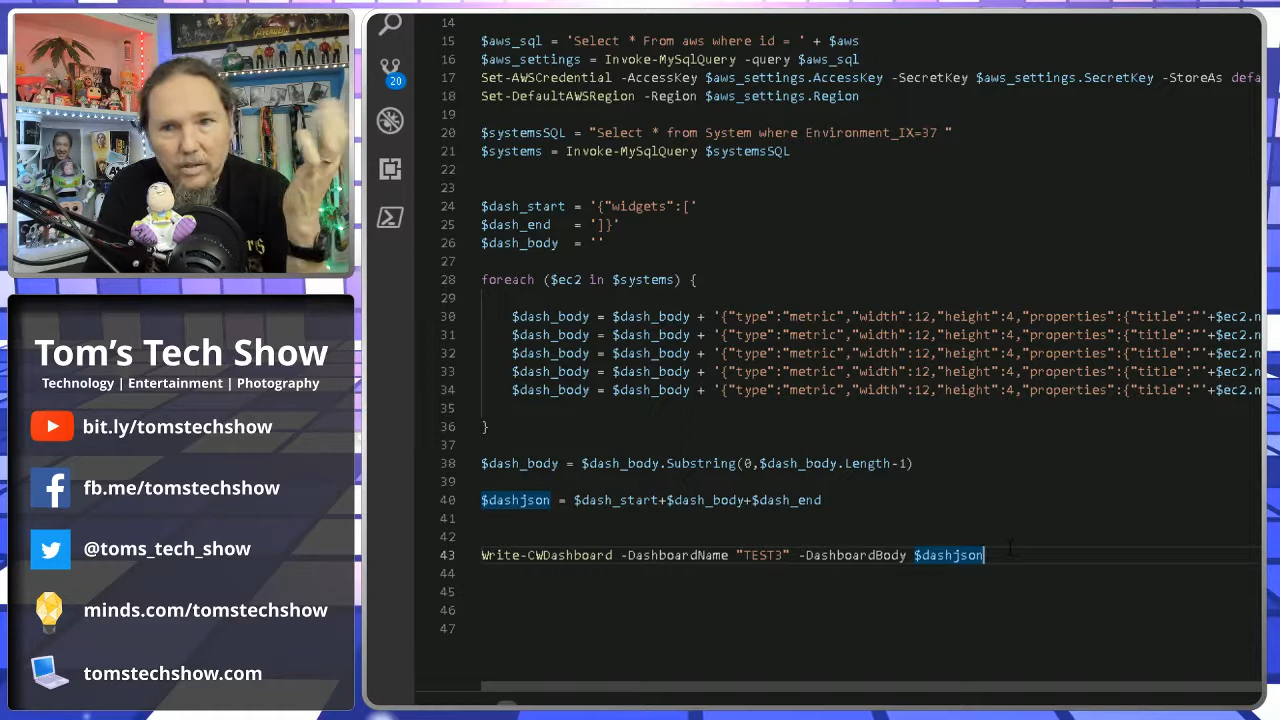 Tom's Tech Show
Technology | Entertainment | Photography
bit.ly/tomstechshow
fb.me/tomstechshow
@toms_tech_show
minds.com/tomstechshow
tomstechshow.com
20
14
15 $aws_sql = 'Select * From aws where id = ' + $aws
16 $aws_settings = Invoke-MySqlQuery -query $aws_sql
17 Set-AWSCredential -AccessKey $aws_settings.AccessKey -SecretKey $aws_settings.SecretKey -StoreAs defa
18 Set-DefaultAWSRegion -Region $aws_settings.Region
19
20 $systemsSQL = "Select * from System where Environment_IX=37 "
21 $systems = Invoke-MySqlQuery $systemsSQL
22
23
24 $dash_start = '{"widgets":['
25 $dash_end = ']}'
26 $dash_body = ''
27
28 foreach ($ec2 in $systems) {
29
30 $dash_body = $dash_body + '{"type":"metric","width":12,"height":4,"properties":{"title":"'+$ec2.n
31 $dash_body = $dash_body + '{"type":"metric","width":12,"height":4,"properties":{"title":"'+$ec2.n
32 $dash_body = $dash_body + '{"type":"metric","width":12,"height":4,"properties":{"title":"'+$ec2.n
33 $dash_body = $dash_body + '{"type":"metric","width":12,"height":4,"properties":{"title":"'+$ec2.n
34 $dash_body = $dash_body + '{"type":"metric","width":12,"height":4,"properties":{"title":"'+$ec2.n
35
36 }
37
38 $dash_body = $dash_body.Substring(0,$dash_body.Length-1)
39
40 $dashjson = $dash_start+$dash_body+$dash_end
41
42
43 Write-CWDashboard -DashboardName "TEST3" -DashboardBody $dashjson
44
45
46
47